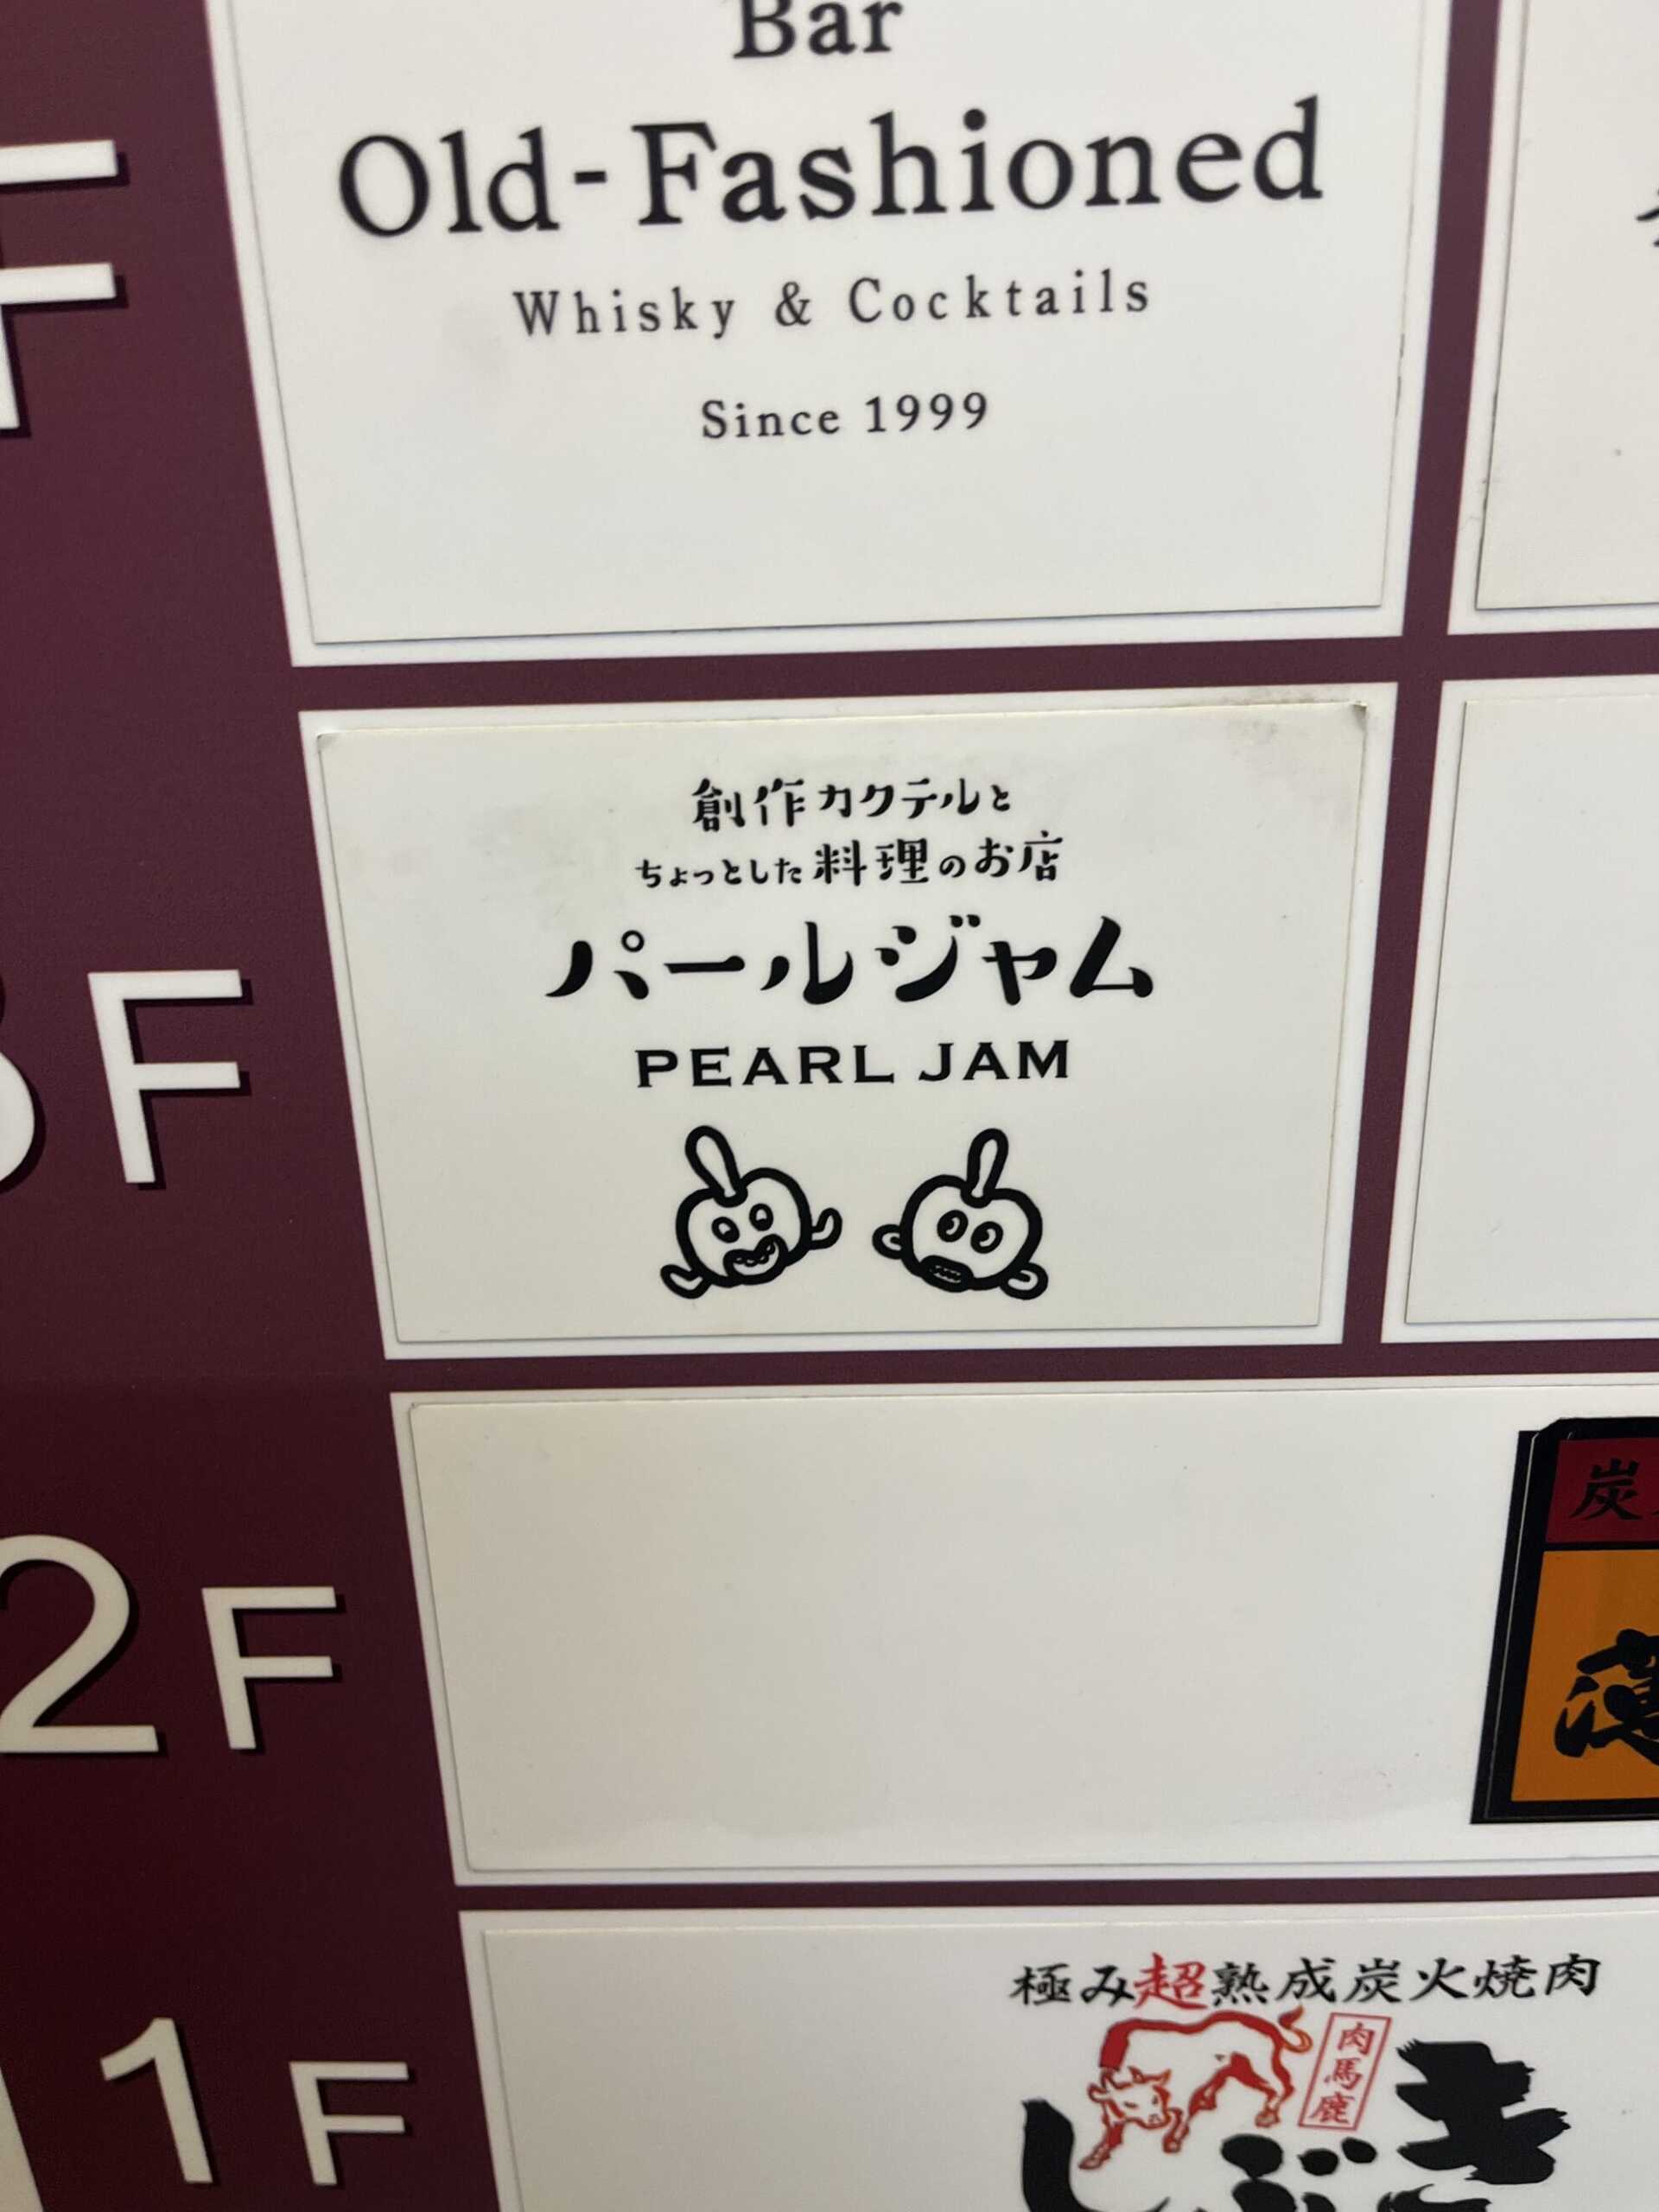 Bar
Old-Fashioned
Whisky & Cocktails
Since 1999
F
創作カクテルと
ちょっとした料理のお店
パールジャム
PEARL JAM
3F
2F
炭
薄
1F
極み超熟成炭火焼肉
肉馬鹿